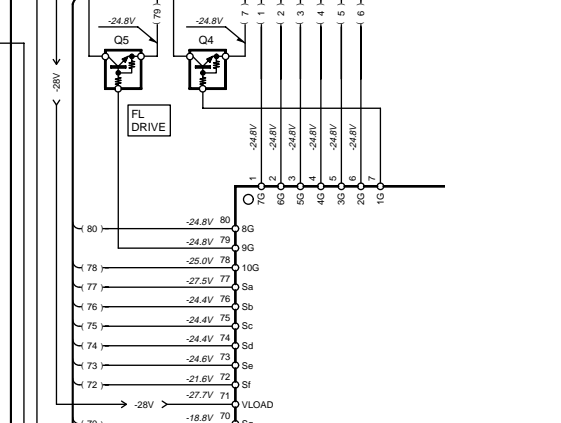 79
-24.8V
Q5
-24.8V
Q4
7
1
2
3
4
5
6
-28V
FL
DRIVE
-24.8V
-24.8V
-24.8V
-24.8V
-24.8V
-24.8V
1
2
3
4
5
6
7
7G
6G
5G
4G
3G
2G
1G
80 -24.8V 80 8G
-24.8V 79 9G
78 -25.0V 78 10G
77 -27.5V 77 Sa
76 -24.4V 76 Sb
75 -24.4V 75 Sc
74 -24.4V 74 Sd
73 -24.6V 73 Se
72 -21.6V 72 Sf
-28V -27.7V 71 VLOAD
-18.8V 70